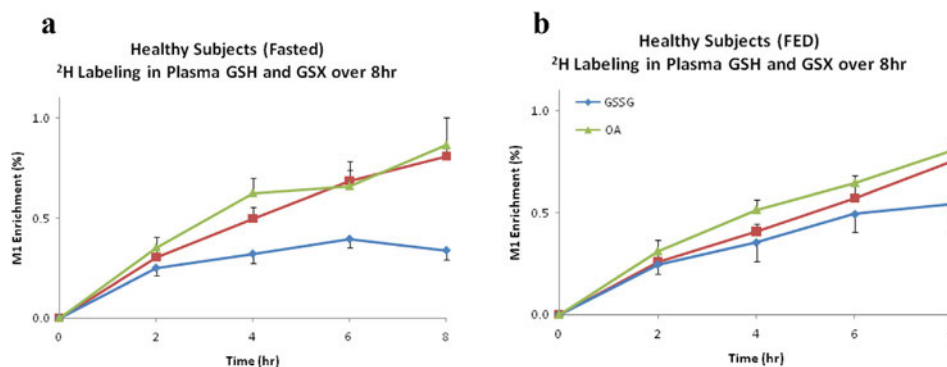 a
Healthy Subjects (Fasted)
²H Labeling in Plasma GSH and GSX over 8hr
1.0
0.5
0.0
M1 Enrichment (%)
0 2 4 6 8
Time (hr)
b
Healthy Subjects (FED)
²H Labeling in Plasma GSH and GSX over 8hr
GSSG
OA
1.0
0.5
0.0
M1 Enrichment (%)
0 2 4 6
Time (hr)